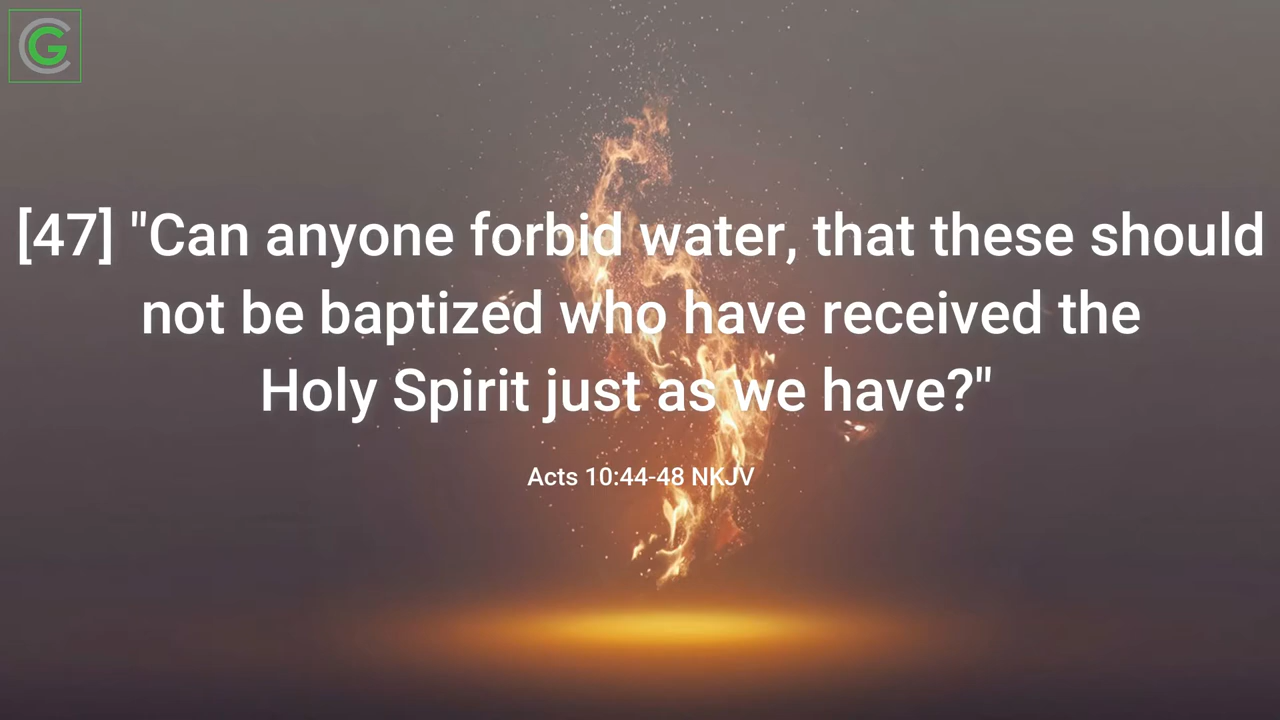 [47] "Can anyone forbid water, that these should
not be baptized who have received the
Holy Spirit just as we have?"
Acts 10:44-48 NKJV